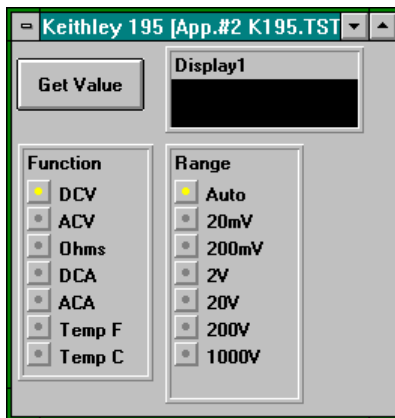 Keithley 195 [App.#2 K195.TST
Get Value
Display1
Function
DCV
ACV
Ohms
DCA
ACA
Temp F
Temp C
Range
Auto
20mV
200mV
2V
20V
200V
1000V